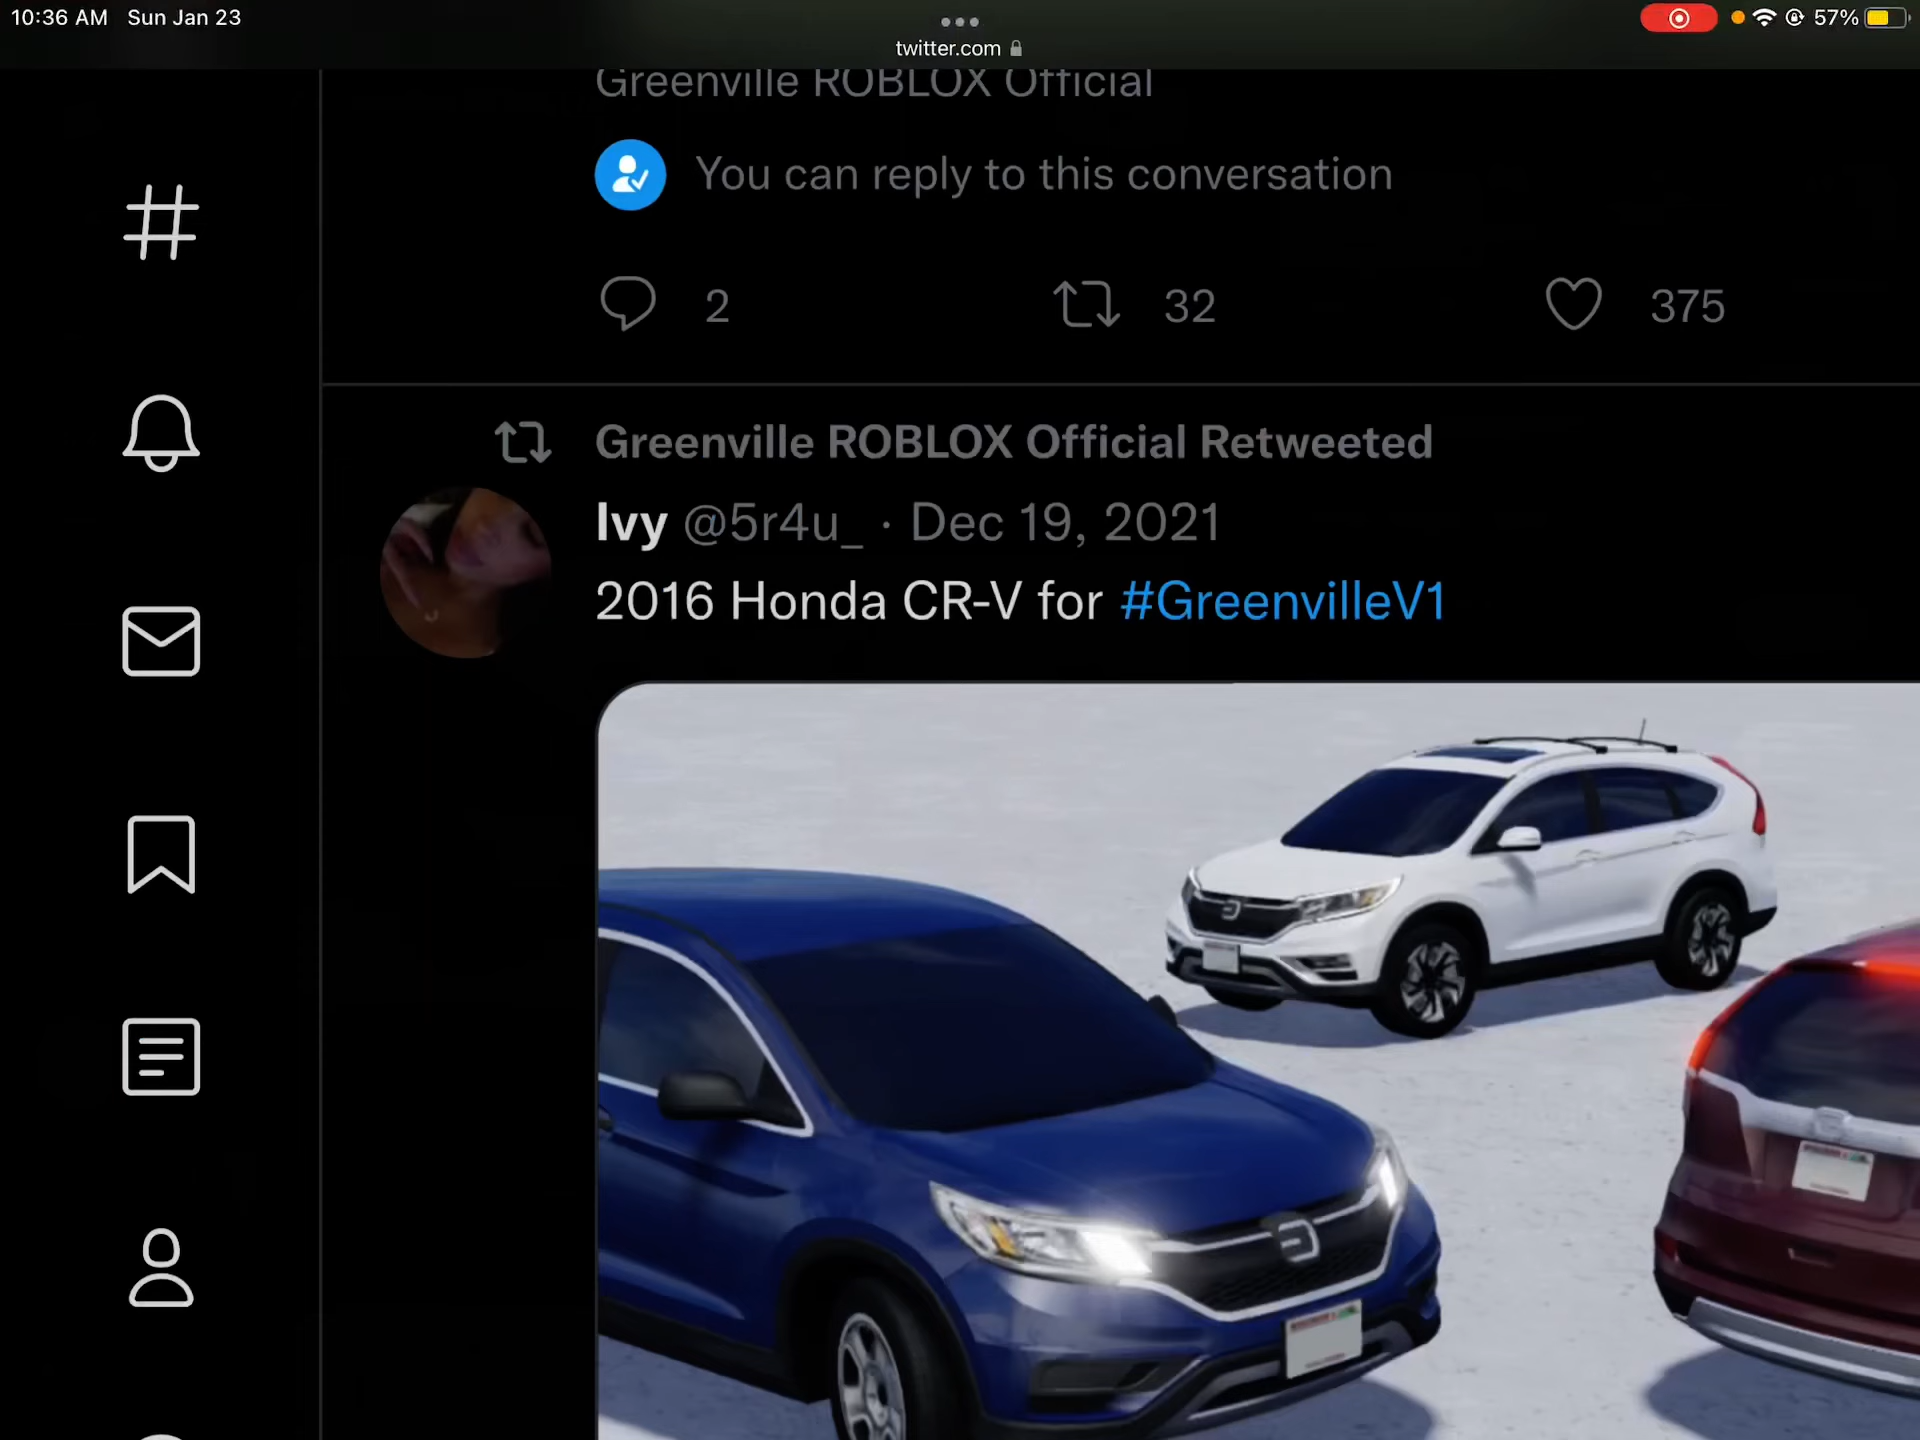 10:36 AM Sun Jan 23
57%
twitter.com
Greenville ROBLOX Official
You can reply to this conversation
2 32 375
Greenville ROBLOX Official Retweeted
Ivy @5r4u_ · Dec 19, 2021
2016 Honda CR-V for #GreenvilleV1